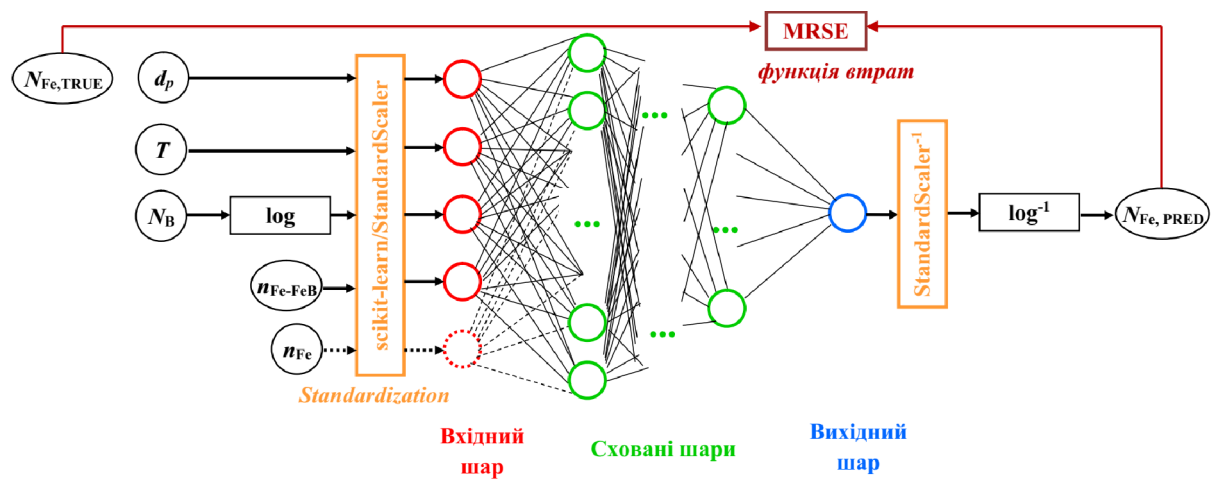 MRSE
функція втрат
N_Fe,TRUE
d_p
T
N_B
log
n_Fe-FeB
n_Fe
scikit-learn/StandardScaler
Standardization
...
...
...
...
StandardScaler⁻¹
log⁻¹
N_Fe, PRED
Вхідний
шар
Сховані шари
Вихідний
шар